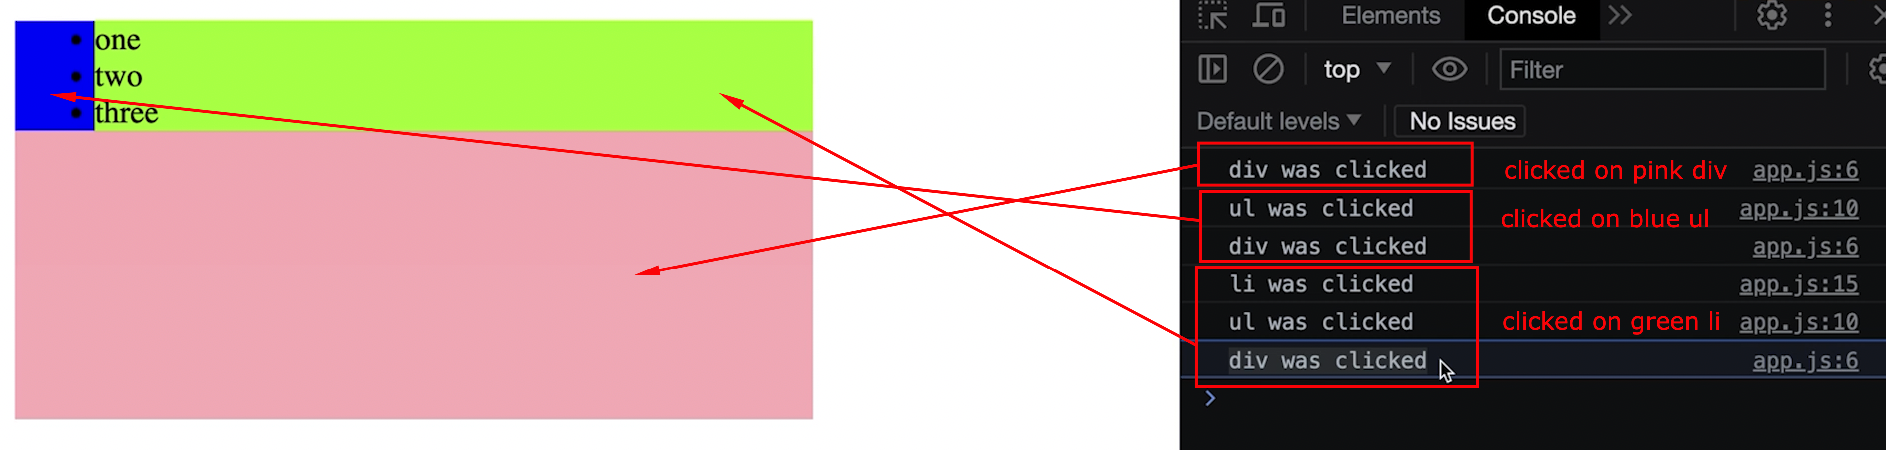 one
two
three
Elements Console
top Filter
Default levels No Issues
div was clicked clicked on pink div app.js:6
ul was clicked app.js:10
clicked on blue ul
div was clicked app.js:6
li was clicked app.js:15
ul was clicked clicked on green li app.js:10
div was clicked app.js:6